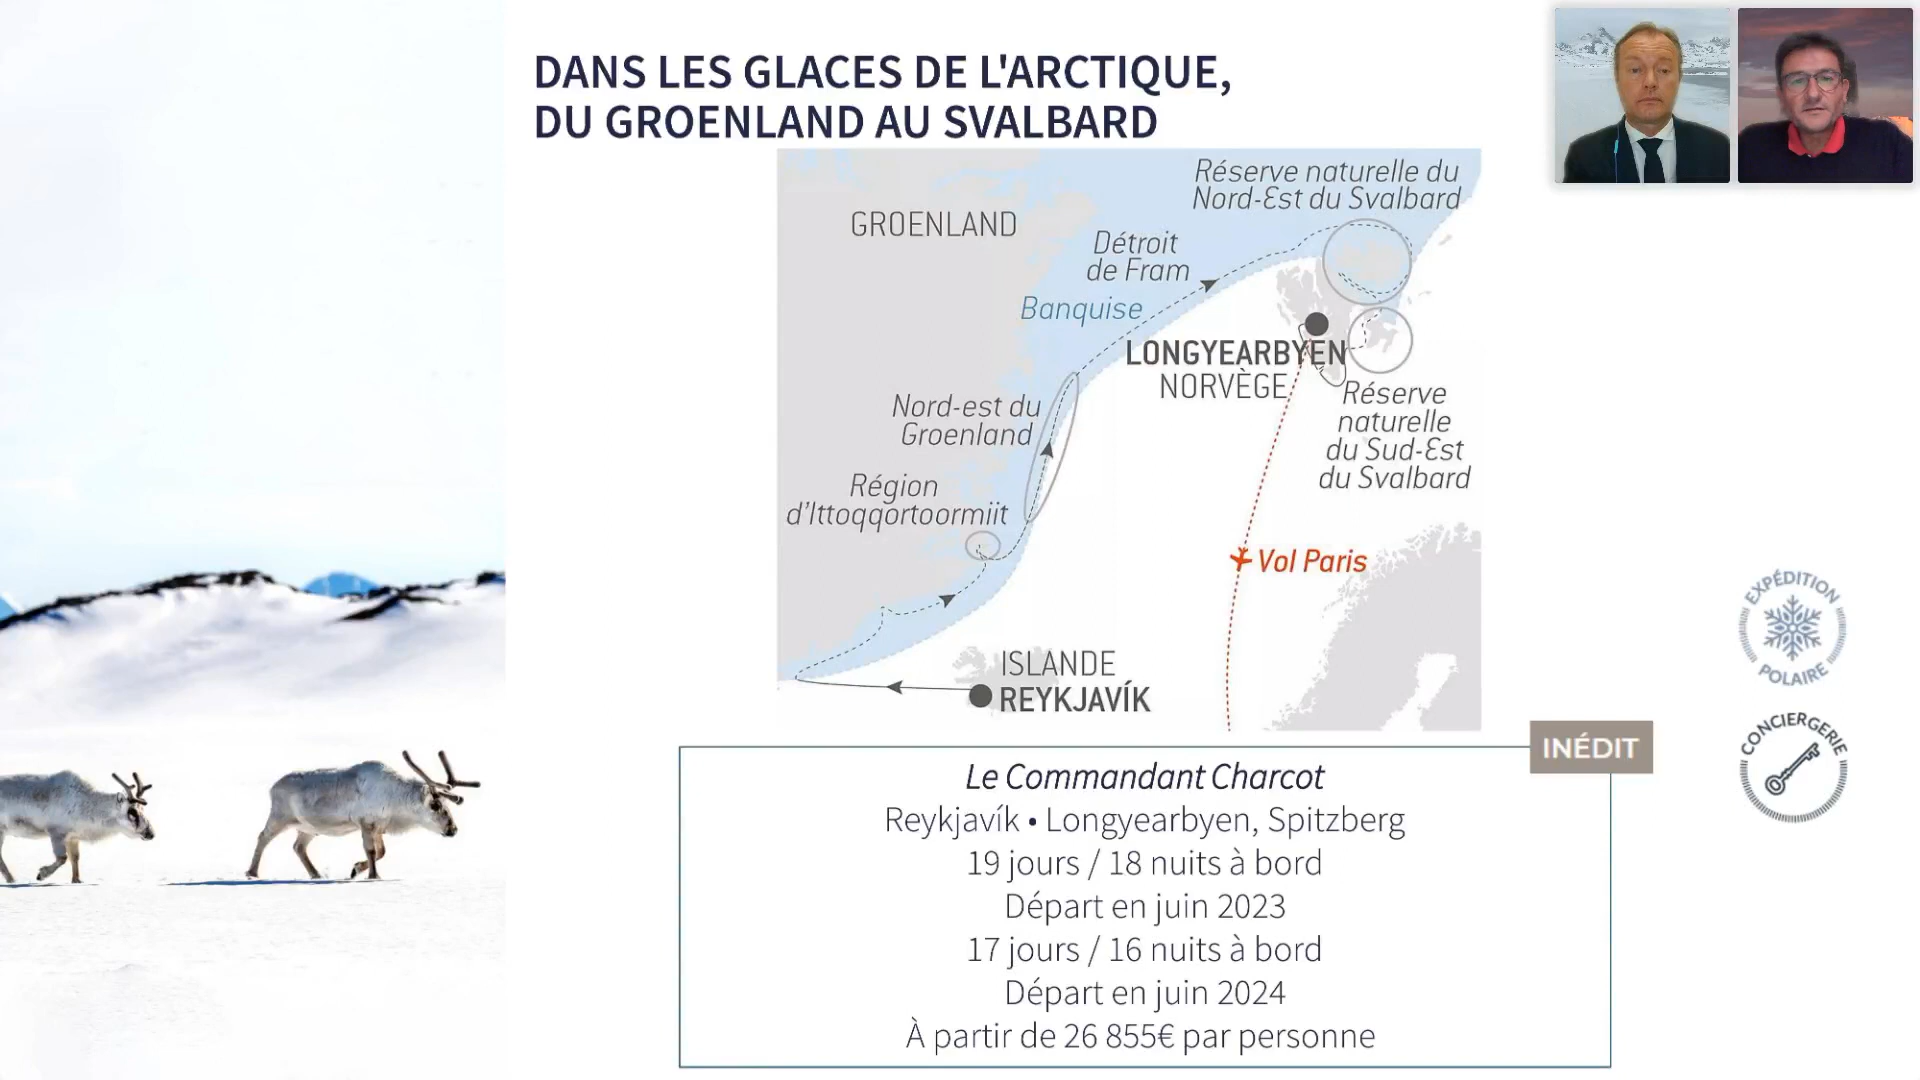 DANS LES GLACES DE L'ARCTIQUE,
DU GROENLAND AU SVALBARD
Réserve naturelle du
Nord-Est du Svalbard
GROENLAND
Détroit
de Fram
Banquise
LONGYEARBYEN
NORVÈGE
Réserve
naturelle
du Sud-Est
du Svalbard
Nord-est du
Groenland
Région
d'Ittoqqortoormiit
Vol Paris
ISLANDE
REYKJAVÍK
EXPÉDITION
POLAIRE
CONCIERGERIE
INÉDIT
Le Commandant Charcot
Reykjavík • Longyearbyen, Spitzberg
19 jours / 18 nuits à bord
Départ en juin 2023
17 jours / 16 nuits à bord
Départ en juin 2024
À partir de 26 855€ par personne